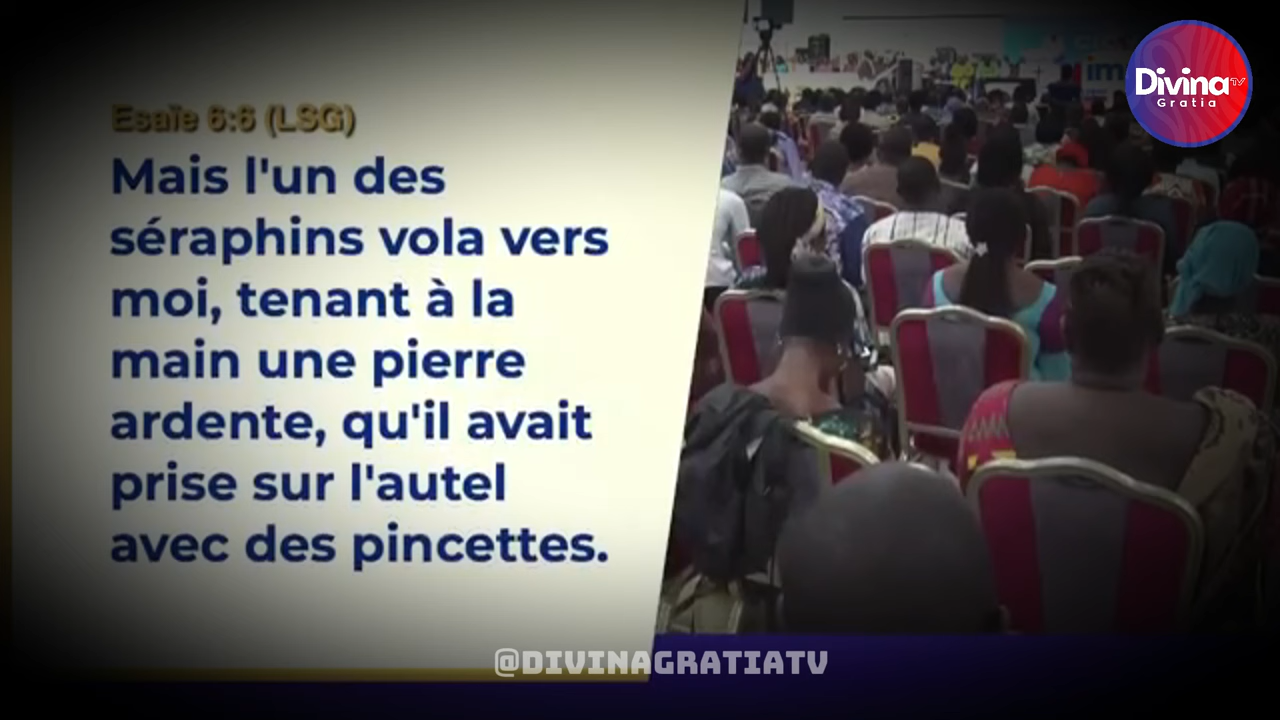 Esaïe 6:6 (LSG)
Mais l'un des
séraphins vola vers
moi, tenant à la
main une pierre
ardente, qu'il avait
prise sur l'autel
avec des pincettes.
Divina TV
Gratia
@DIVINAGRATIATV